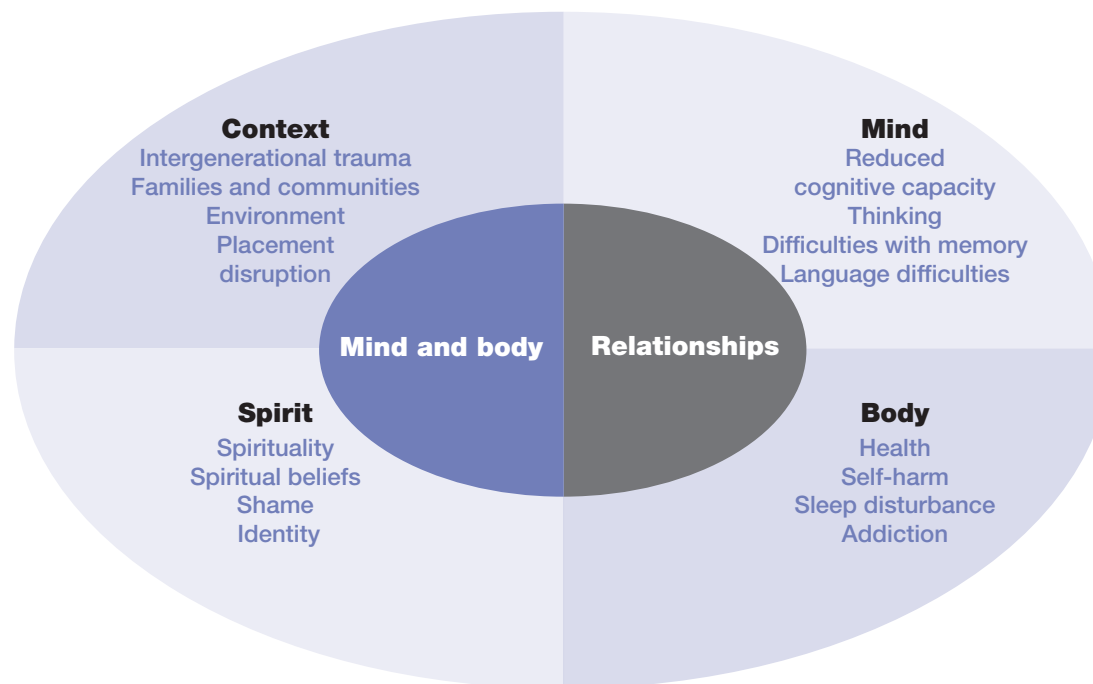 Context
Intergenerational trauma
Families and communities
Environment
Placement
disruption
Mind
Reduced
cognitive capacity
Thinking
Difficulties with memory
Language difficulties
Mind and body
Relationships
Spirit
Spirituality
Spiritual beliefs
Shame
Identity
Body
Health
Self-harm
Sleep disturbance
Addiction